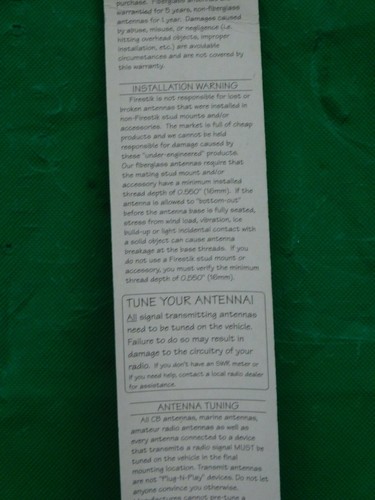 purchase. Fiberglass
warrantied for 5 years, non-fiberglass
antennas for 1 year. Damages caused
by abuse, misuse, or negligence (i.e.
hitting overhead objects, improper
installation, etc.) are avoidable
circumstances and are not covered by
this warranty.
INSTALLATION WARNING
Firestik is not responsible for lost or
broken antennas that were installed in
non-Firestik stud mounts and/or
accessories. The market is full of cheap
products and we cannot be held
responsible for damage caused by
these "under-engineered" products.
Our fiberglass antennas require that
the mating stud mount and/or
accessory have a minimum installed
thread depth of 0.560" (16mm). If the
antenna is allowed to "bottom-out"
before the antenna base is fully seated,
stress from wind load, vibration, ice
build-up or light incidental contact with
a solid object can cause antenna
breakage at the base threads. If you
do not use a Firestik stud mount or
accessory, you must verify the minimum
thread depth of 0.560" (16mm).
TUNE YOUR ANTENNA!
All signal transmitting antennas
need to be tuned on the vehicle.
Failure to do so may result in
damage to the circuitry of your
radio. If you don't have an SWR meter or
if you need help, contact a local radio dealer
for assistance.
ANTENNA TUNING
All CB antennas, marine antennas,
amateur radio antennas as well as
every antenna connected to a device
that transmits a radio signal MUST be
tuned on the vehicle in the final
mounting location. Transmit antennas
are not "Plug-N-Play" devices. Do not let
anyone convince you otherwise.
cannot pre-tune a